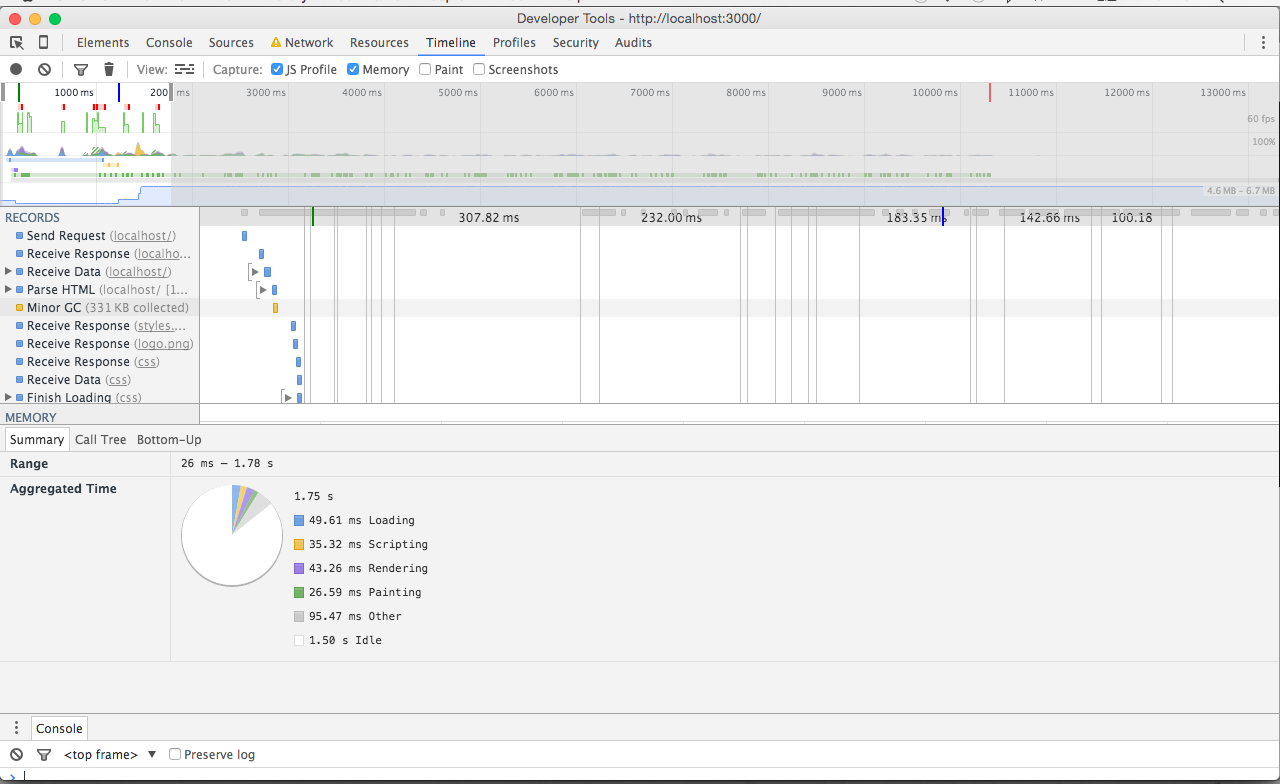 Developer Tools - http://localhost:3000/
Elements Console Sources Network Resources Timeline Profiles Security Audits
View: Capture: JS Profile Memory Paint Screenshots
1000 ms 200 ms 3000 ms 4000 ms 5000 ms 6000 ms 7000 ms 8000 ms 9000 ms 10000 ms 11000 ms 12000 ms 13000 ms
60 fps
100%
4.6 MB – 6.7 MB
RECORDS 307.82 ms 232.00 ms 183.35 ms 142.66 ms 100.18
Send Request (localhost/)
Receive Response (localho...
Receive Data (localhost/)
Parse HTML (localhost/ [1...
Minor GC (331 KB collected)
Receive Response (styles....
Receive Response (logo.png)
Receive Response (css)
Receive Data (css)
Finish Loading (css)
MEMORY
Summary Call Tree Bottom-Up
Range 26 ms – 1.78 s
Aggregated Time
1.75 s
49.61 ms Loading
35.32 ms Scripting
43.26 ms Rendering
26.59 ms Painting
95.47 ms Other
1.50 s Idle
Console
<top frame> ▼ Preserve log